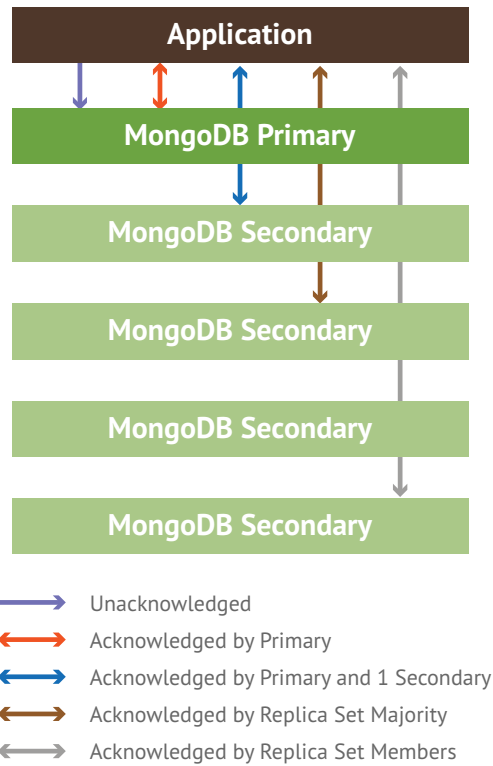 Application
MongoDB Primary
MongoDB Secondary
MongoDB Secondary
MongoDB Secondary
MongoDB Secondary
Unacknowledged
Acknowledged by Primary
Acknowledged by Primary and 1 Secondary
Acknowledged by Replica Set Majority
Acknowledged by Replica Set Members